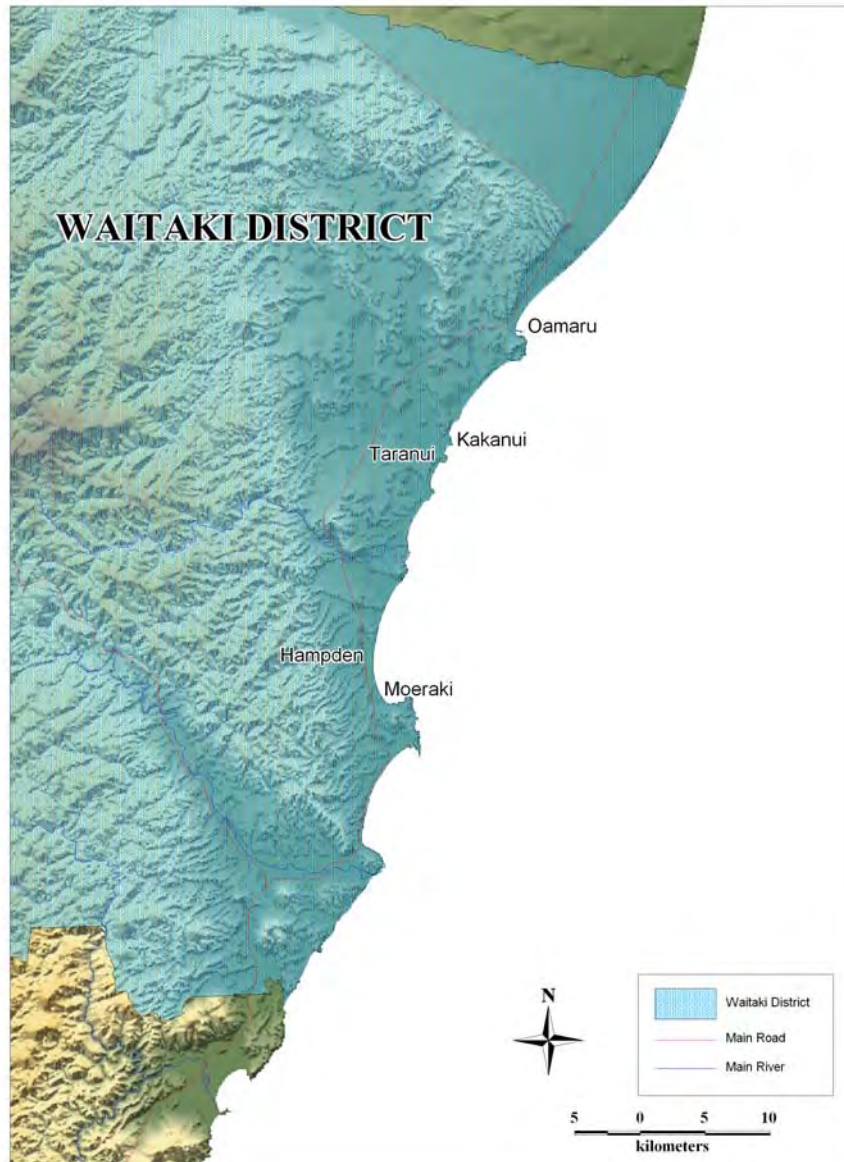 WAITAKI DISTRICT
Oamaru
Kakanui
Taranui
Hampden
Moeraki
N
Waitaki District
Main Road
Main River
5 0 5 10
kilometers